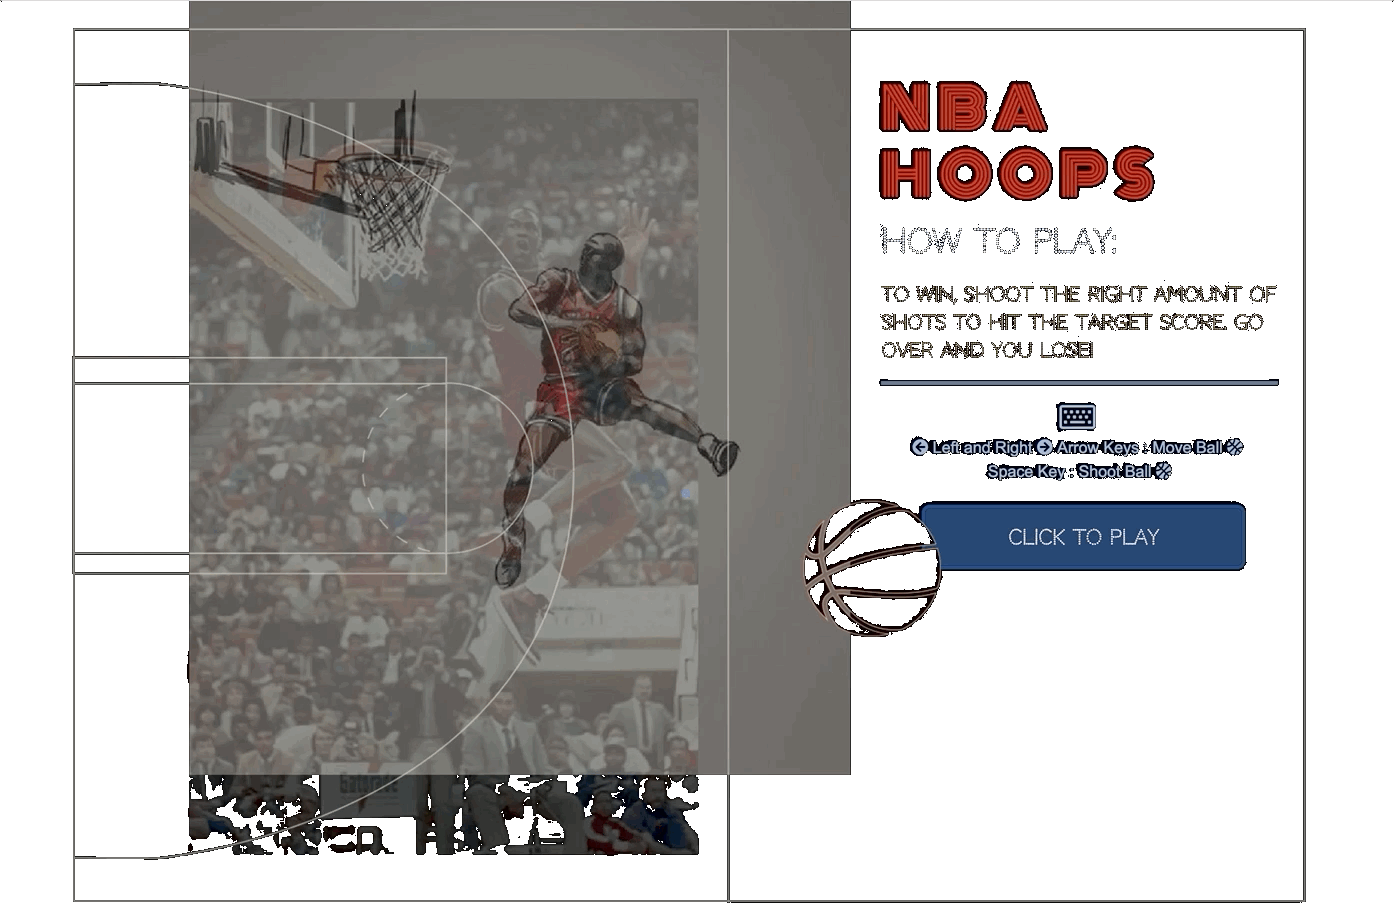 NBA
HOOPS
HOW TO PLAY:
TO WIN, SHOOT THE RIGHT AMOUNT OF
SHOTS TO HIT THE TARGET SCORE. GO
OVER AND YOU LOSE!
Left and Right Arrow Keys : Move Ball
Space Key : Shoot Ball
CLICK TO PLAY
Gatorade